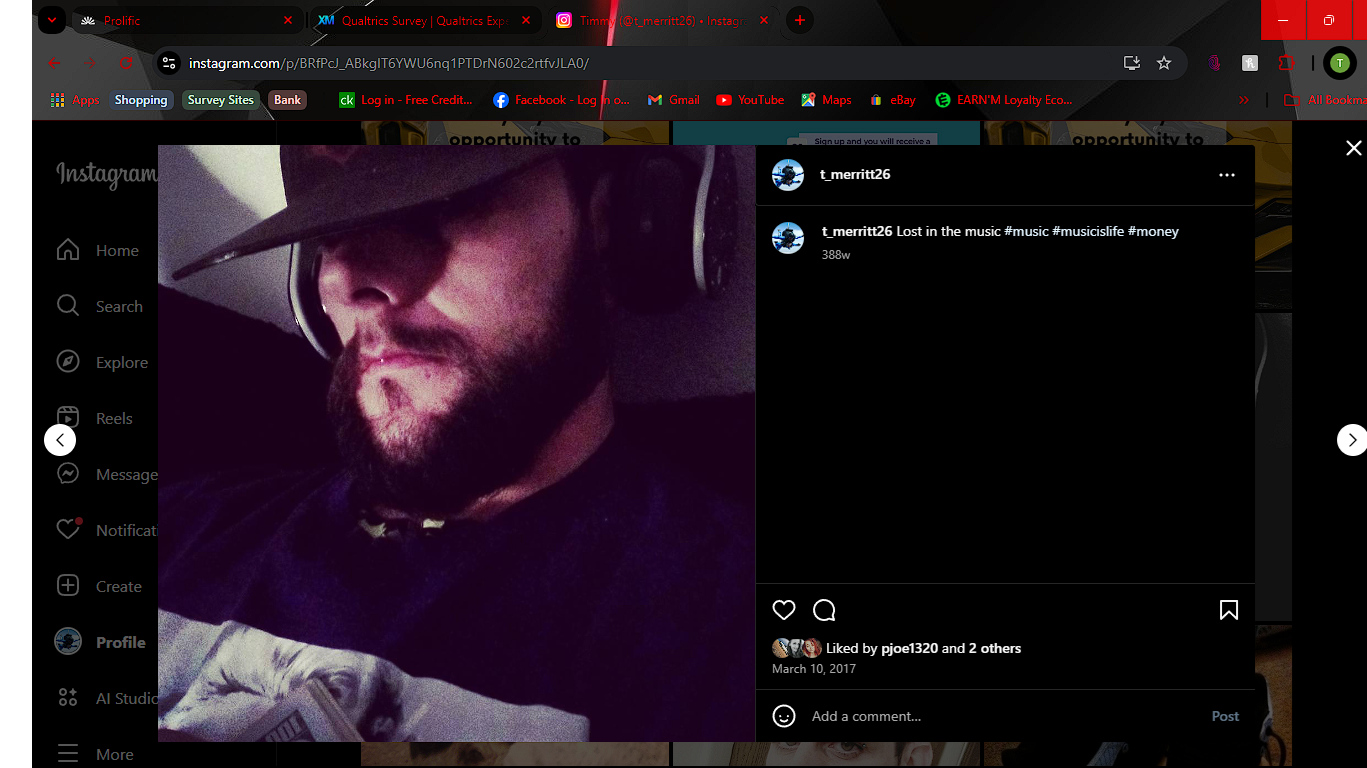 Prolific
Qualtrics Survey | Qualtrics Exp
Timmy (@t_merritt26) • Instagr
instagram.com/p/BRfPcJ_ABkglT6YWU6nq1PTDrN602c2rtfvJLA0/
T
Apps
Shopping
Survey Sites
Bank
ck Log in - Free Credit...
Facebook - Log in o...
Gmail
YouTube
Maps
eBay
EARN'M Loyalty Eco...
All Bookma
opportunity to
Sign up and you will receive a
opportunity to
Instagram
Home
Search
Explore
Reels
Message
Notificat
Create
Profile
AI Studio
More
t_merritt26
t_merritt26 Lost in the music #music #musicislife #money
388w
Liked by pjoe1320 and 2 others
March 10, 2017
Add a comment...
Post